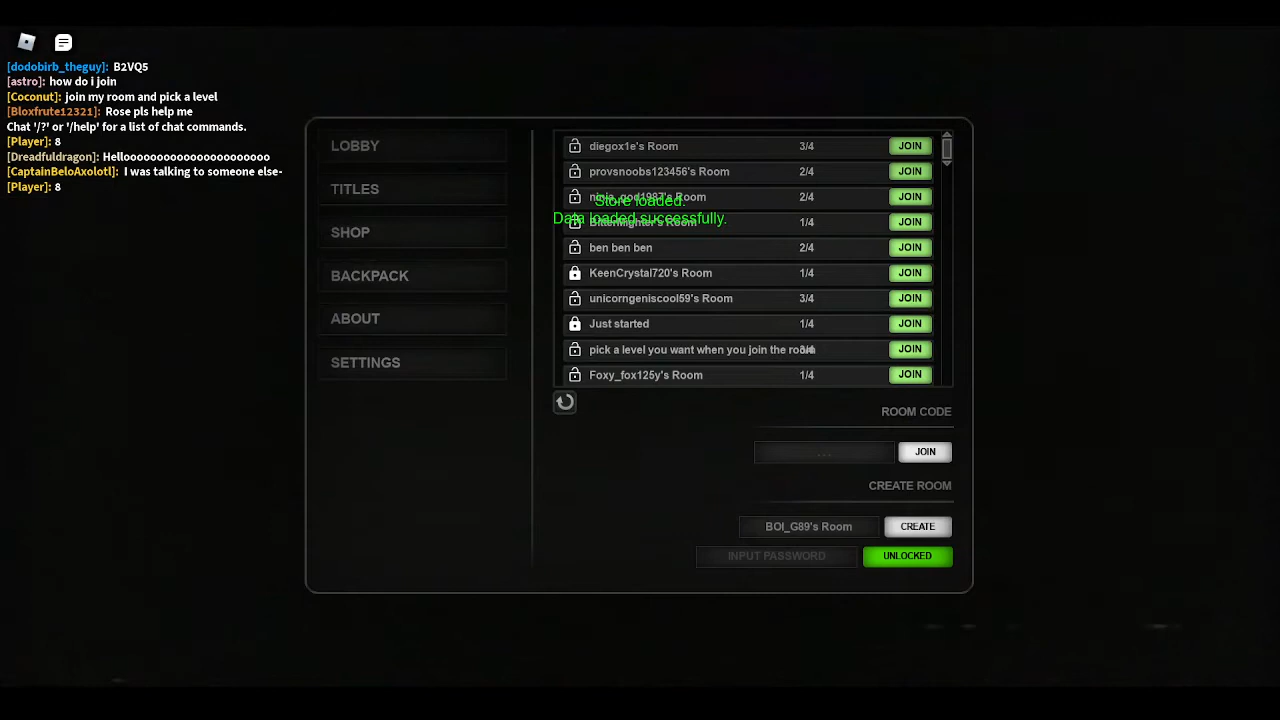 [dodobirb_theguy]: B2VQ5
[astro]: how do i join
[Coconut]: join my room and pick a level
[Bloxfrute12321]: Rose pls help me
Chat '/?' or '/help' for a list of chat commands.
[Player]: 8
[Dreadfuldragon]: Hellooooooooooooooooooooo
[CaptainBeloAxolotl]: I was talking to someone else-
[Player]: 8
LOBBY
TITLES
SHOP
BACKPACK
ABOUT
SETTINGS
diegox1e's Room 3/4 JOIN
provsnoobs123456's Room 2/4 JOIN
ninja_god1987's Room 2/4 JOIN
Store loaded.
Data loaded successfully.
1/4 JOIN
ben ben ben 2/4 JOIN
KeenCrystal720's Room 1/4 JOIN
unicorngeniscool59's Room 3/4 JOIN
Just started 1/4 JOIN
pick a level you want when you join the room JOIN
Foxy_fox125y's Room 1/4 JOIN
ROOM CODE
... JOIN
CREATE ROOM
BOI_G89's Room CREATE
INPUT PASSWORD UNLOCKED